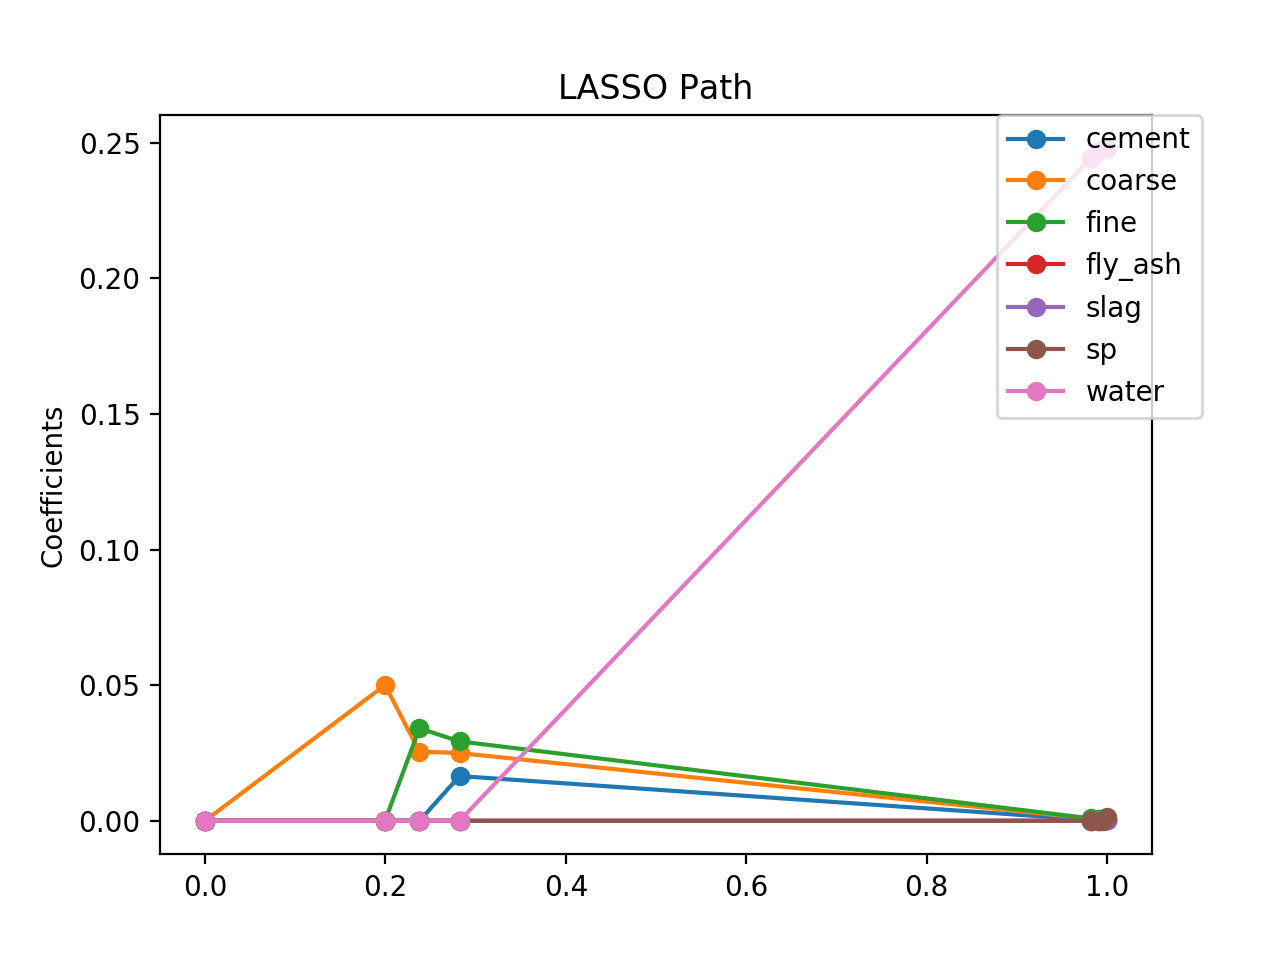 LASSO Path
0.25
0.20
0.15
0.10
0.05
0.00
Coefficients
cement
coarse
fine
fly_ash
slag
sp
water
0.0 0.2 0.4 0.6 0.8 1.0